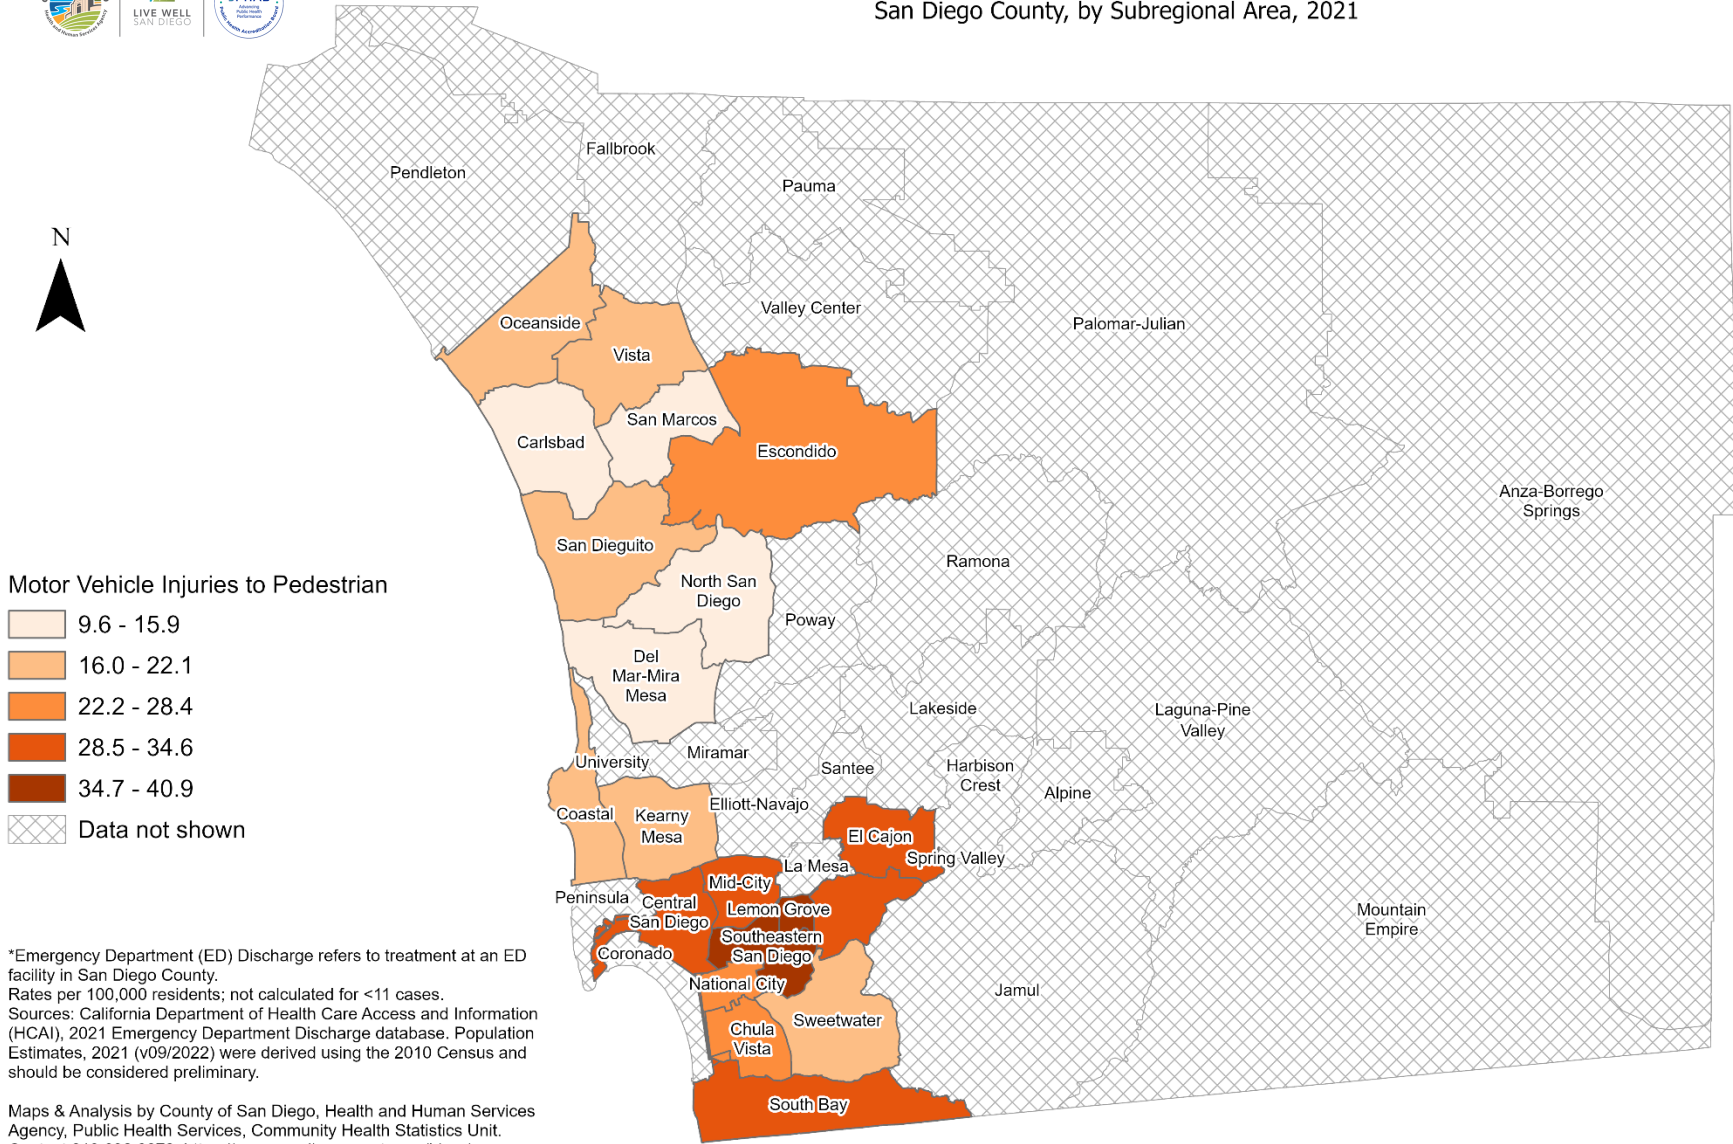 LIVE WELL
SAN DIEGO
Advancing
Public Health
Performance
San Diego County, by Subregional Area, 2021
Fallbrook
Pendleton
Pauma
N
Valley Center
Oceanside
Palomar-Julian
Vista
San Marcos
Carlsbad
Escondido
Anza-Borrego
Springs
San Dieguito
Ramona
North San
Diego
Poway
Motor Vehicle Injuries to Pedestrian
9.6 - 15.9
16.0 - 22.1
22.2 - 28.4
28.5 - 34.6
34.7 - 40.9
Data not shown
Del
Mar-Mira
Mesa
Lakeside
Laguna-Pine
Valley
Miramar
University
Santee
Harbison
Crest
Alpine
Elliott-Navajo
Coastal
Kearny
Mesa
El Cajon
Spring Valley
La Mesa
Mid-City
Peninsula
Central
San Diego
Lemon Grove
Mountain
Empire
Southeastern
San Diego
Coronado
National City
Jamul
Sweetwater
Chula
Vista
South Bay
*Emergency Department (ED) Discharge refers to treatment at an ED
facility in San Diego County.
Rates per 100,000 residents; not calculated for <11 cases.
Sources: California Department of Health Care Access and Information
(HCAI), 2021 Emergency Department Discharge database. Population
Estimates, 2021 (v09/2022) were derived using the 2010 Census and
should be considered preliminary.
Maps & Analysis by County of San Diego, Health and Human Services
Agency, Public Health Services, Community Health Statistics Unit.